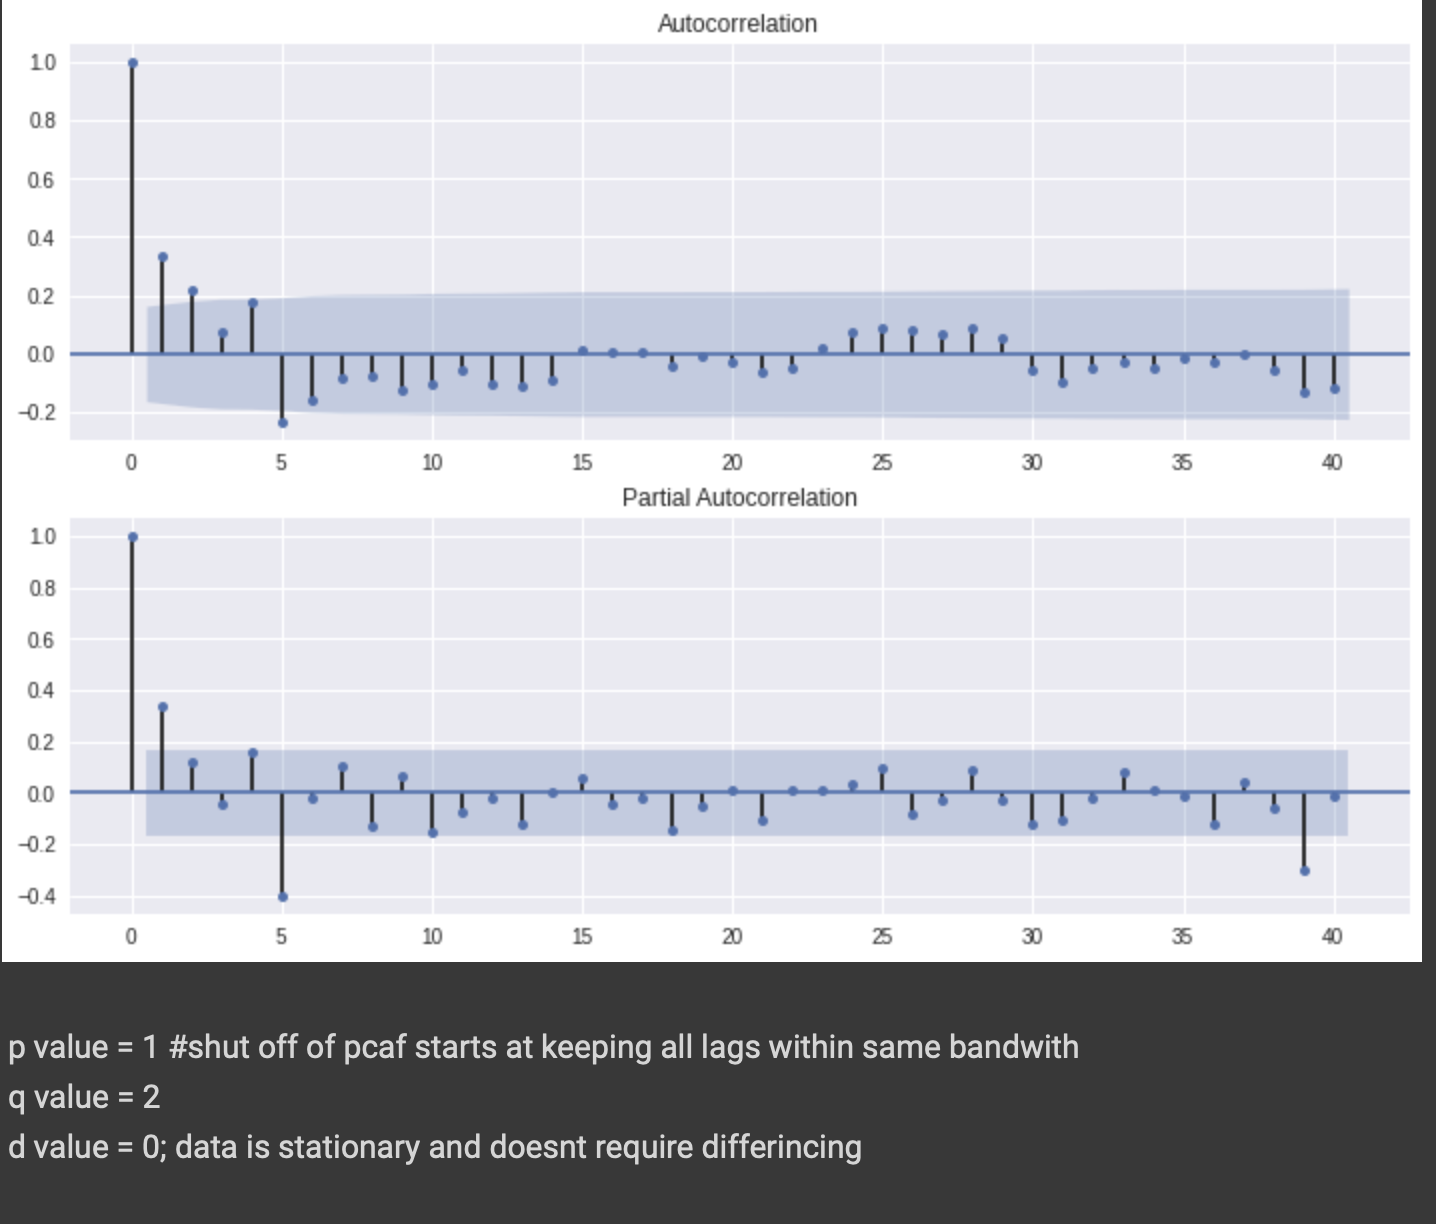 Autocorrelation
1.0
0.8
0.6
0.4
0.2
0.0
−0.2
0 5 10 15 20 25 30 35 40
Partial Autocorrelation
1.0
0.8
0.6
0.4
0.2
0.0
−0.2
−0.4
0 5 10 15 20 25 30 35 40
p value = 1 #shut off of pcaf starts at keeping all lags within same bandwith
q value = 2
d value = 0; data is stationary and doesnt require differincing